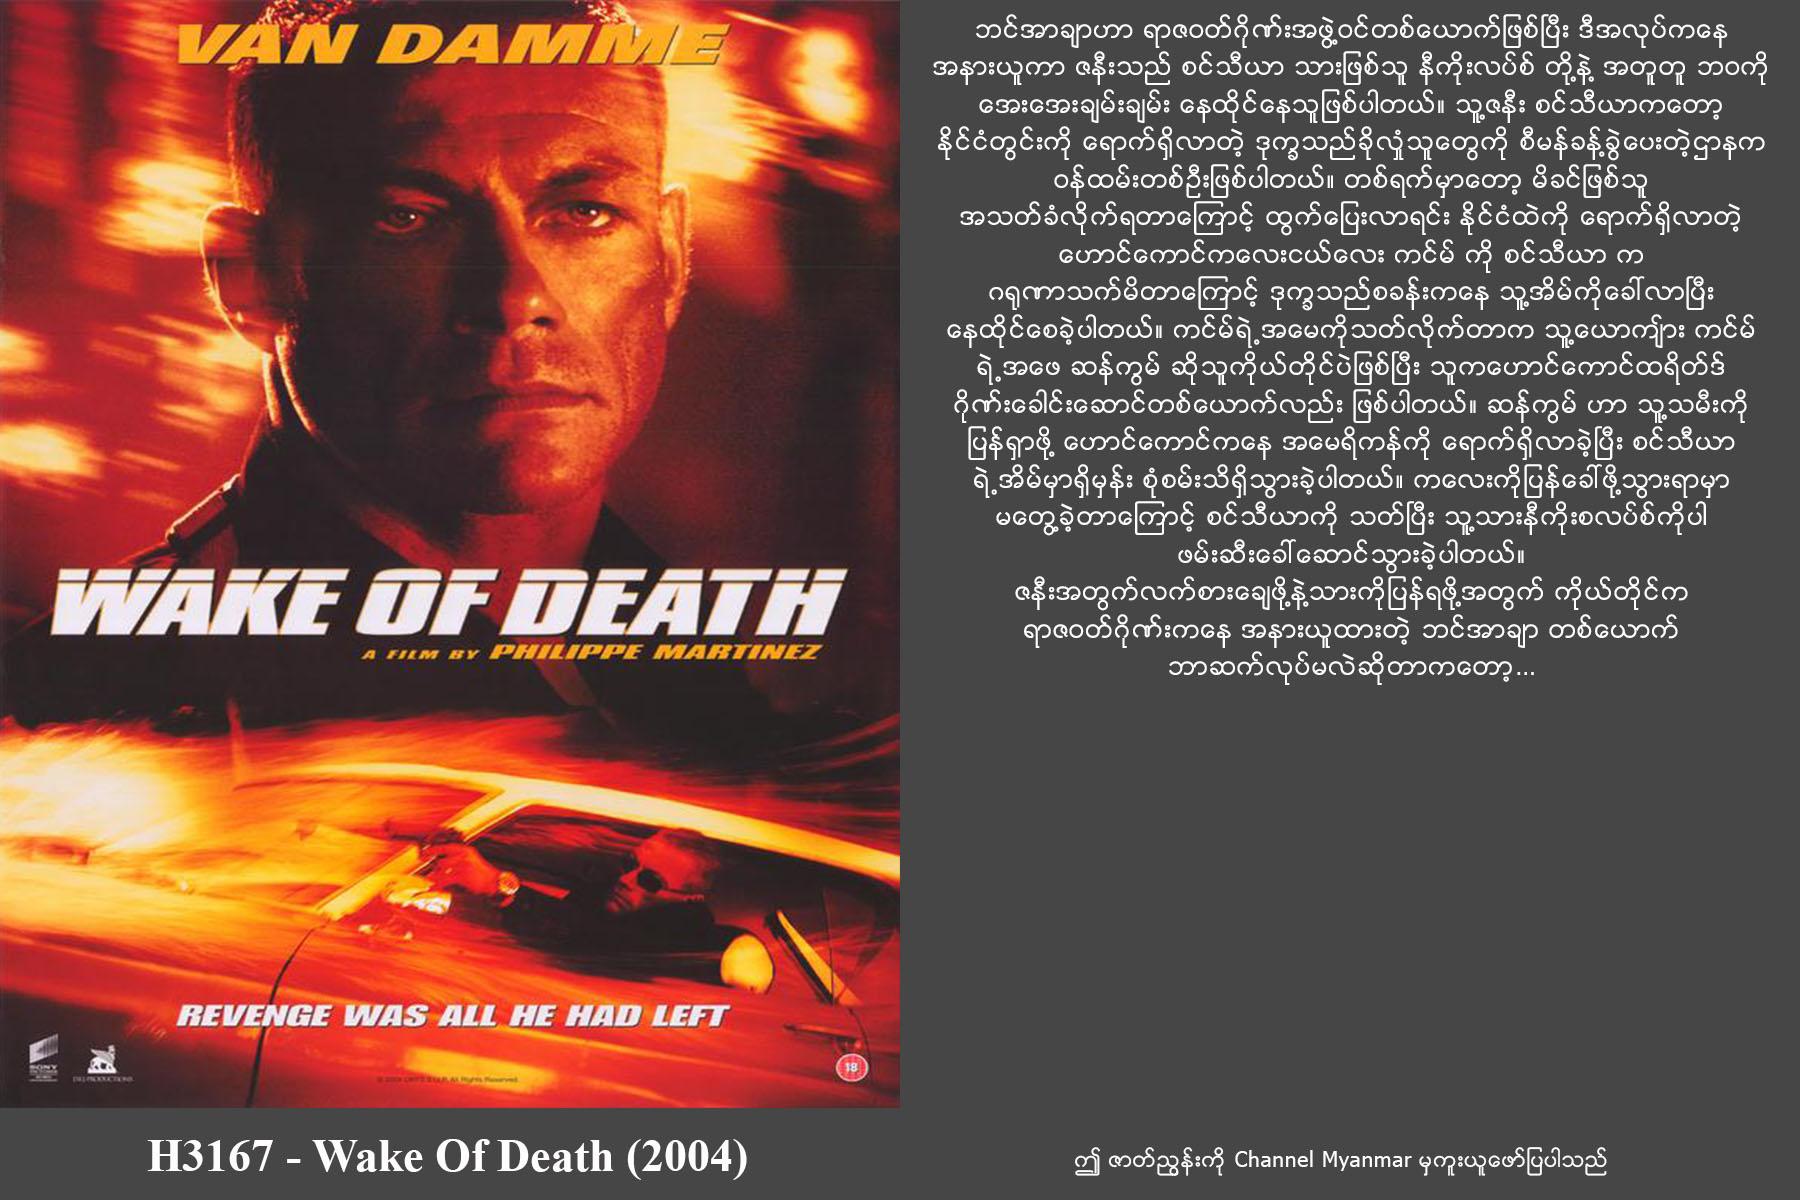 VAN DAMME
WAKE OF DEATH
A FILM BY PHILIPPE MARTINEZ
REVENGE WAS ALL HE HAD LEFT
SONY
18
H3167 - Wake Of Death (2004)
ဘင်အာချာဟာ ရာဇဝတ်ဂိုဏ်းအဖွဲ့ဝင်တစ်ယောက်ဖြစ်ပြီး ဒီအလုပ်ကနေ
အနားယူကာ ဇနီးသည် စင်သီယာ သားဖြစ်သူ နီကိုးလပ်စ် တို့နဲ့ အတူတူ ဘဝကို
အေးအေးချမ်းချမ်း နေထိုင်နေသူဖြစ်ပါတယ်။ သူ့ဇနီး စင်သီယာကတော့
နိုင်ငံတွင်းကို ရောက်ရှိလာတဲ့ ဒုက္ခသည်ခိုလှုံသူတွေကို စီမန်ခန့်ခွဲပေးတဲ့ဌာနက
ဝန်ထမ်းတစ်ဦးဖြစ်ပါတယ်။ တစ်ရက်မှာတော့ မိခင်ဖြစ်သူ
အသတ်ခံလိုက်ရတာကြောင့် ထွက်ပြေးလာရင်း နိုင်ငံထဲကို ရောက်ရှိလာတဲ့
ဟောင်ကောင်ကလေးငယ်လေး ကင်မ် ကို စင်သီယာ က
ဂရုဏာသက်မိတာကြောင့် ဒုက္ခသည်စခန်းကနေ သူ့အိမ်ကိုခေါ်လာပြီး
နေထိုင်စေခဲ့ပါတယ်။ ကင်မ်ရဲ့အမေကိုသတ်လိုက်တာက သူ့ယောကျ်ား ကင်မ်
ရဲ့အဖေ ဆန်ကွမ် ဆိုသူကိုယ်တိုင်ပဲဖြစ်ပြီး သူကဟောင်ကောင်ထရိတ်ဒ်
ဂိုဏ်းခေါင်းဆောင်တစ်ယောက်လည်း ဖြစ်ပါတယ်။ ဆန်ကွမ် ဟာ သူ့သမီးကို
ပြန်ရှာဖို့ ဟောင်ကောင်ကနေ အမေရိကန်ကို ရောက်ရှိလာခဲ့ပြီး စင်သီယာ
ရဲ့အိမ်မှာရှိမှန်း စုံစမ်းသိရှိသွားခဲ့ပါတယ်။ ကလေးကိုပြန်ခေါ်ဖို့သွားရာမှာ
မတွေ့ခဲ့တာကြောင့် စင်သီယာကို သတ်ပြီး သူ့သားနီကိုးစလပ်စ်ကိုပါ
ဖမ်းဆီးခေါ်ဆောင်သွားခဲ့ပါတယ်။
ဇနီးအတွက်လက်စားချေဖို့နဲ့သားကိုပြန်ရဖို့အတွက် ကိုယ်တိုင်က
ရာဇဝတ်ဂိုဏ်းကနေ အနားယူထားတဲ့ ဘင်အာချာ တစ်ယောက်
ဘာဆက်လုပ်မလဲဆိုတာကတော့...
ဤ ဇာတ်ညွှန်းကို Channel Myanmar မှကူးယူဖော်ပြပါသည်